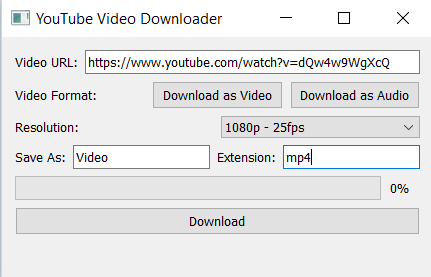 YouTube Video Downloader
Video URL: https://www.youtube.com/watch?v=dQw4w9WgXcQ
Video Format: Download as Video Download as Audio
Resolution: 1080p - 25fps
Save As: Video Extension: mp4
0%
Download